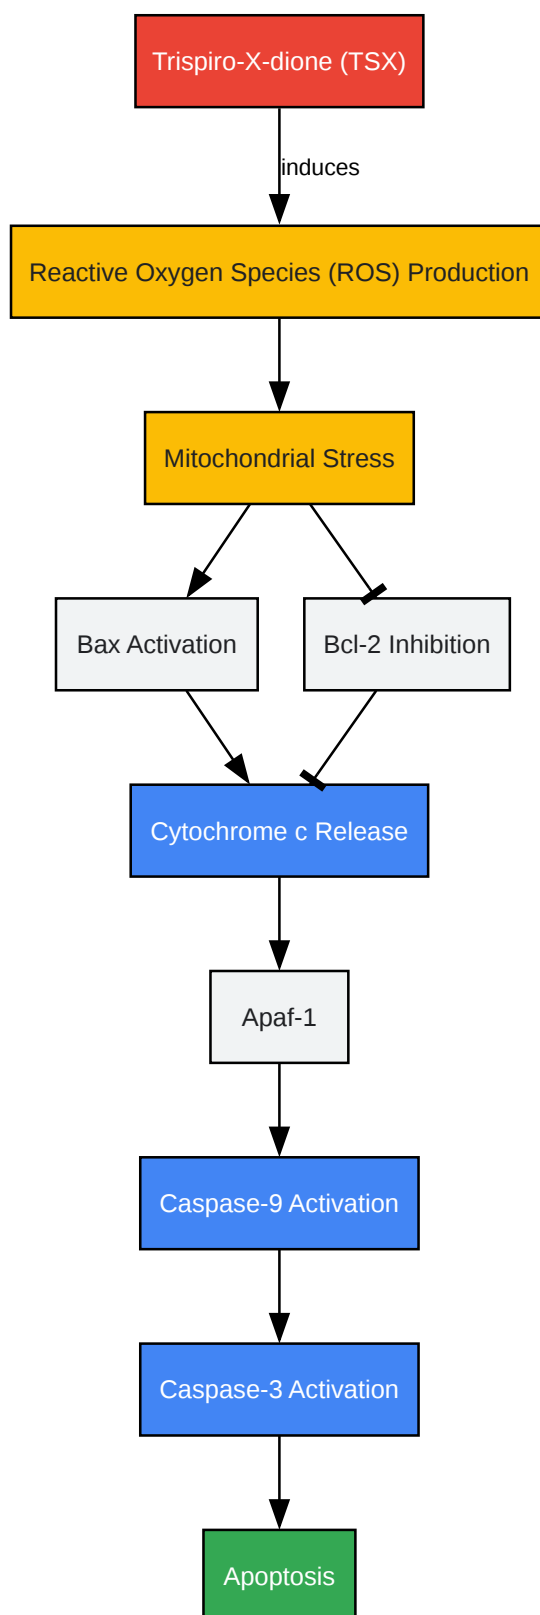 Trispiro-X-dione (TSX)
induces
Reactive Oxygen Species (ROS) Production
Mitochondrial Stress
Bax Activation
Bcl-2 Inhibition
Cytochrome c Release
Apaf-1
Caspase-9 Activation
Caspase-3 Activation
Apoptosis